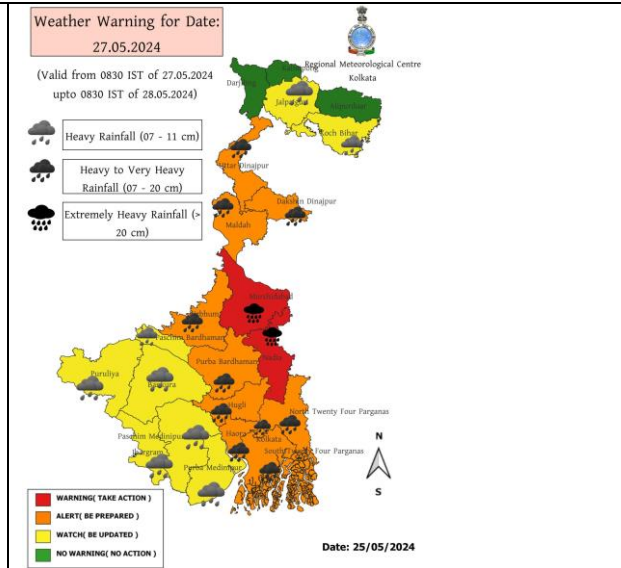 Weather Warning for Date:
27.05.2024
(Valid from 0830 IST of 27.05.2024
upto 0830 IST of 28.05.2024)
Regional Meteorological Centre
Kolkata
Heavy Rainfall (07 - 11 cm)
Heavy to Very Heavy
Rainfall (07 - 20 cm)
Extremely Heavy Rainfall (>
20 cm)
Darjiling
Jalpaiguri
Koch Bihar
Uttar Dinajpur
Dakshin Dinajpur
Maldah
Murshidabad
Birbhum
Paschim Bardhaman
Purba Bardhaman
Nadia
Puruliya
Bankura
Hugli
North Twenty Four Parganas
Haora
Kolkata
Paschim Medinipur
South Twenty Four Parganas
Jhargram
Purba Medinipur
N
S
WARNING( TAKE ACTION )
ALERT( BE PREPARED )
WATCH( BE UPDATED )
NO WARNING( NO ACTION )
Date: 25/05/2024